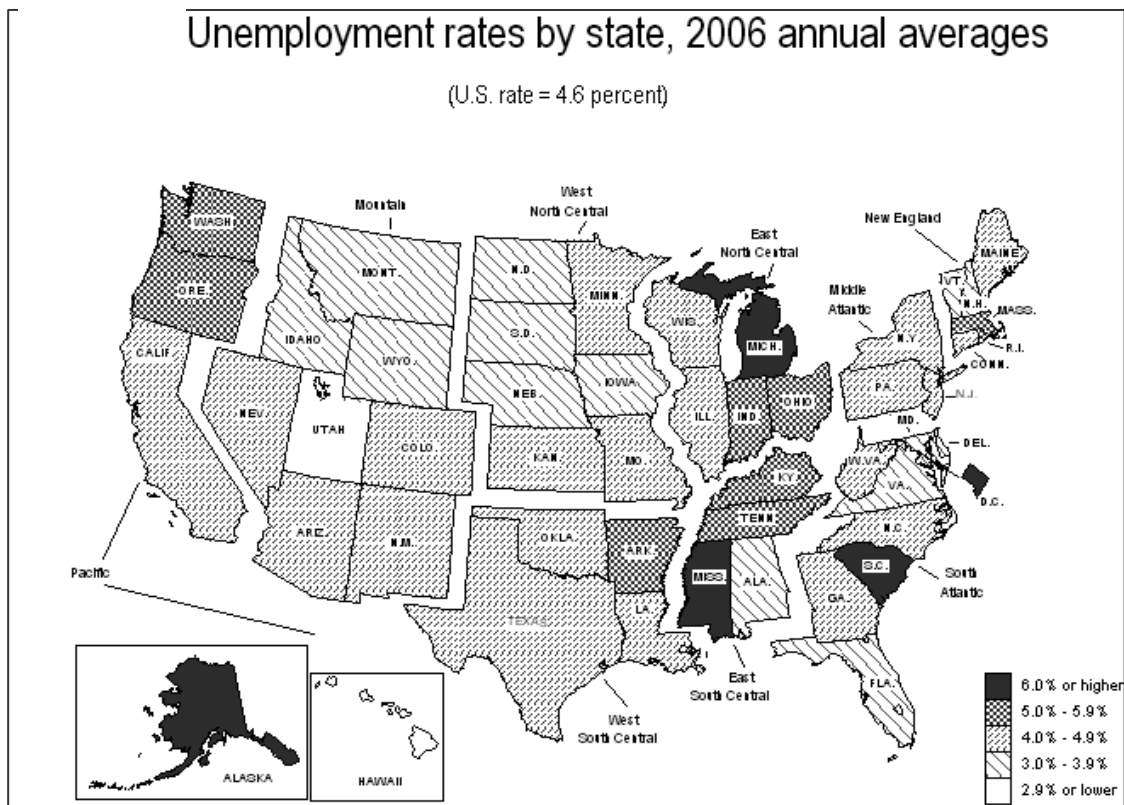 Unemployment rates by state, 2006 annual averages
(U.S. rate = 4.6 percent)
West
North Central
Mountain
New England
East
North Central
Middle
Atlantic
WASH.
ORE.
CALIF.
NEV.
IDAHO
MONT.
WYO.
UTAH
COLO.
ARIZ.
N.M.
N.D.
S.D.
NEB.
KAN.
OKLA.
TEXAS
MINN.
IOWA
MO.
ARK.
LA.
WIS.
ILL.
MICH.
IND.
OHIO
KY.
TENN.
MISS.
ALA.
MAINE
VT.
N.H.
MASS.
R.I.
CONN.
N.Y.
PA.
N.J.
MD.
DEL.
D.C.
W.VA.
VA.
N.C.
S.C.
GA.
FLA.
Pacific
South
Atlantic
East
South Central
West
South Central
ALASKA
HAWAII
6.0% or higher
5.0% - 5.9%
4.0% - 4.9%
3.0% - 3.9%
2.9% or lower